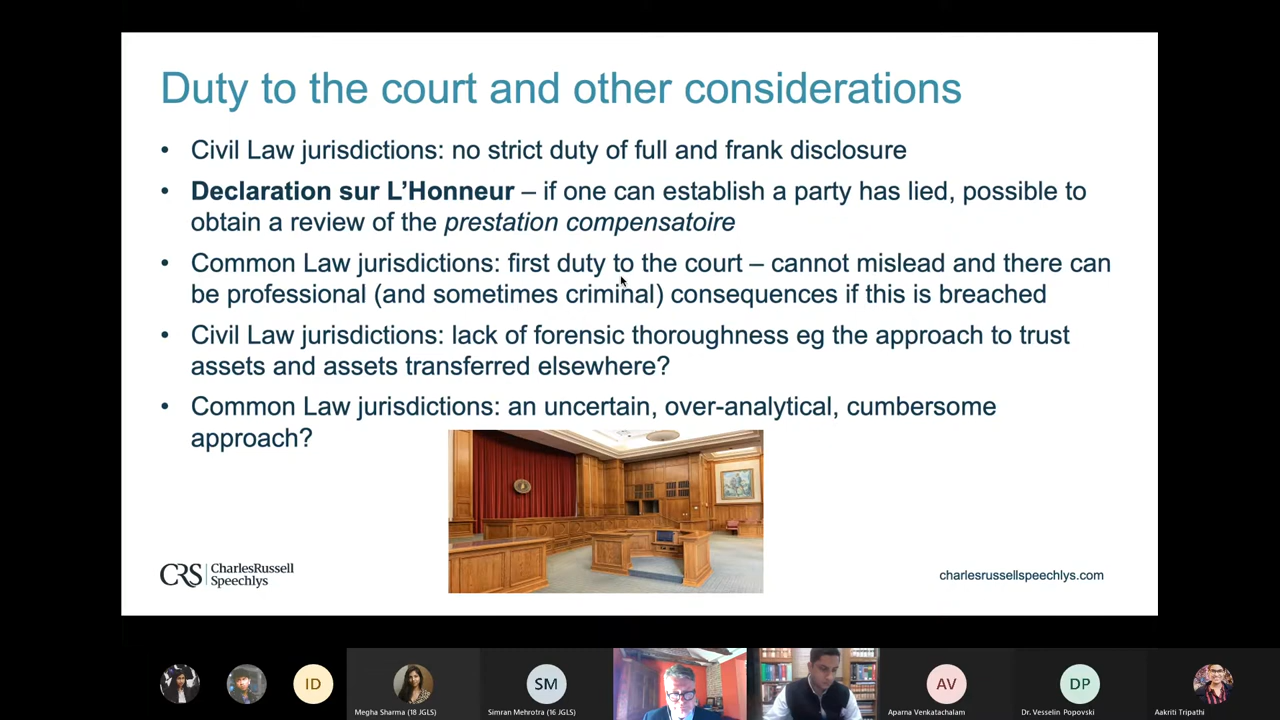 Duty to the court and other considerations
• Civil Law jurisdictions: no strict duty of full and frank disclosure
• Declaration sur L’Honneur – if one can establish a party has lied, possible to
obtain a review of the prestation compensatoire
• Common Law jurisdictions: first duty to the court – cannot mislead and there can
be professional (and sometimes criminal) consequences if this is breached
• Civil Law jurisdictions: lack of forensic thoroughness eg the approach to trust
assets and assets transferred elsewhere?
• Common Law jurisdictions: an uncertain, over-analytical, cumbersome
approach?
CRS CharlesRussell
Speechlys
charlesrussellspeechlys.com
ID
SM
AV
DP
Megha Sharma (18 JGLS)
Simran Mehrotra (16 JGLS)
Aparna Venkatachalam
Dr. Vesselin Popovski
Aakriti Tripathi